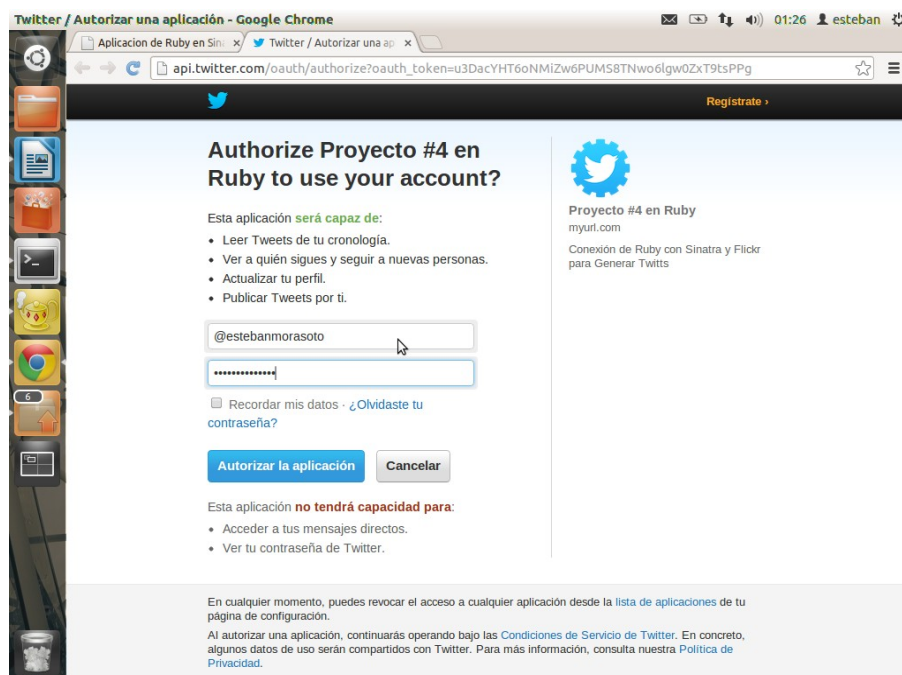 Twitter / Autorizar una aplicación - Google Chrome
01:26 esteban
Aplicacion de Ruby en Sin
Twitter / Autorizar una ap
api.twitter.com/oauth/authorize?oauth_token=u3DacYHT6oNMiZw6PUMS8TNwo6lgw0ZxT9tsPPg
Regístrate ›
Authorize Proyecto #4 en
Ruby to use your account?
Esta aplicación será capaz de:
• Leer Tweets de tu cronología.
• Ver a quién sigues y seguir a nuevas personas.
• Actualizar tu perfil.
• Publicar Tweets por ti.
@estebanmorasoto
••••••••••••••
Recordar mis datos · ¿Olvidaste tu
contraseña?
Autorizar la aplicación
Cancelar
Esta aplicación no tendrá capacidad para:
• Acceder a tus mensajes directos.
• Ver tu contraseña de Twitter.
Proyecto #4 en Ruby
myurl.com
Conexión de Ruby con Sinatra y Flickr
para Generar Twitts
6
En cualquier momento, puedes revocar el acceso a cualquier aplicación desde la lista de aplicaciones de tu
página de configuración.
Al autorizar una aplicación, continuarás operando bajo las Condiciones de Servicio de Twitter. En concreto,
algunos datos de uso serán compartidos con Twitter. Para más información, consulta nuestra Política de
Privacidad.